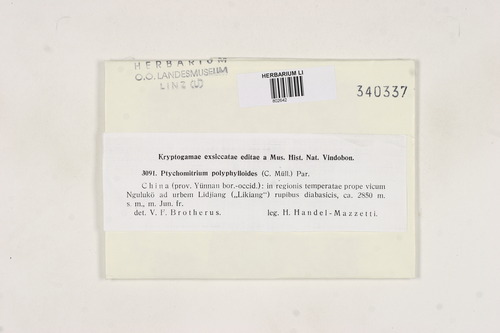 HERBARIUM
O.O. LANDESMUSEUM
LINZ
HERBARIUM LI
802642
340337
Kryptogamae exsiccatae editae a Mus. Hist. Nat. Vindobon.
3091. Ptychomitrium polyphylloides (C. Müll.) Par.
China (prov. Yünnan bor.-occid.): in regionis temperatae prope vicum
Ngulukö ad urbem Lidjiang („Likiang“) rupibus diabasicis, ca. 2850 m.
s. m., m. Jun. fr.
det. V. F. Brotherus. leg. H. Handel-Mazzetti.